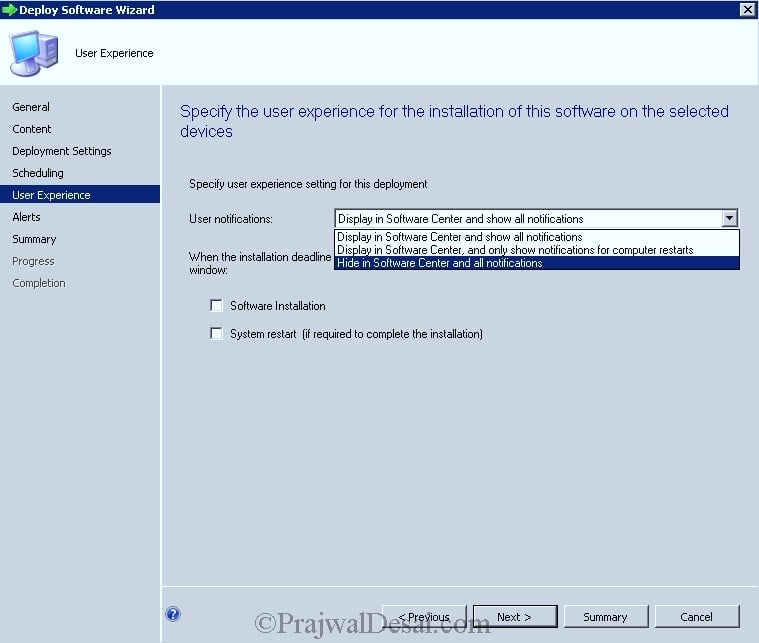 Deploy Software Wizard
User Experience
General
Content
Deployment Settings
Scheduling
User Experience
Alerts
Summary
Progress
Completion
Specify the user experience for the installation of this software on the selected
devices
Specify user experience setting for this deployment
User notifications:
Display in Software Center and show all notifications
Display in Software Center and show all notifications
Display in Software Center, and only show notifications for computer restarts
Hide in Software Center and all notifications
When the installation deadline
window:
Software Installation
System restart (if required to complete the installation)
< Previous
Next >
Summary
Cancel
©PrajwalDesai.com